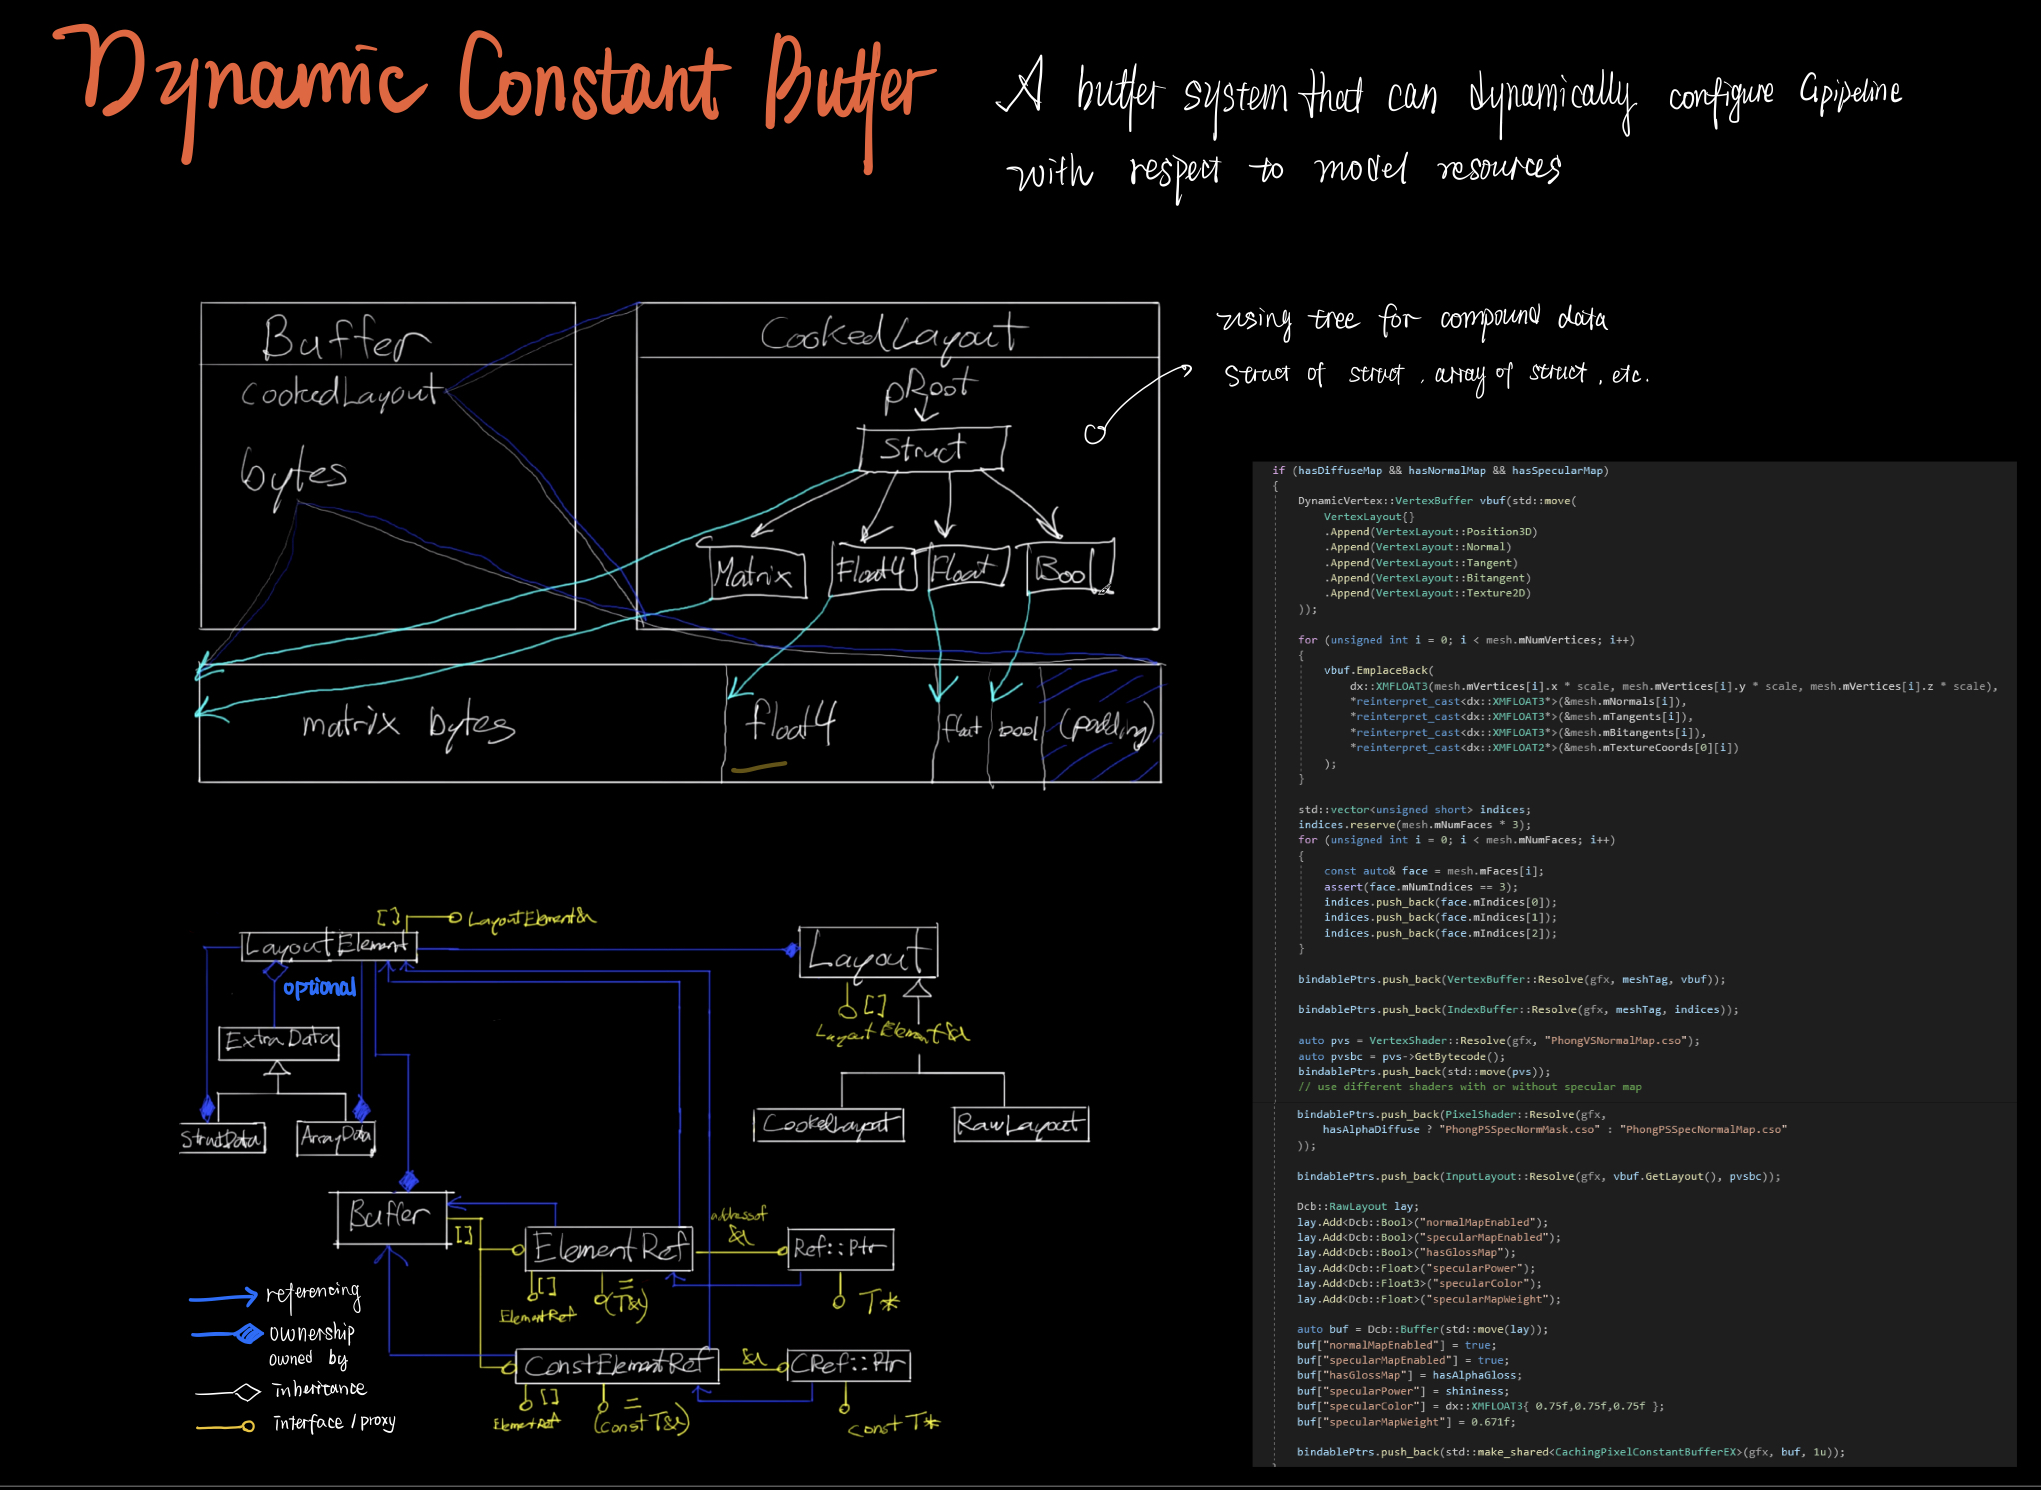 Dynamic Constant Buffer
A buffer system that can dynamically configure Gpipeline
with respect to model resources
Buffer
CookedLayout
bytes
CookedLayout
pRoot
Struct
Matrix
Float4
Float
Bool
using tree for compound data
struct of struct, array of struct, etc.
matrix bytes
float4
float
bool
(padding)
[] LayoutElement&
LayoutElement
optional
ExtraData
StructData
ArrayData
Layout
[]
LayoutElement&
CookedLayout
RawLayout
Buffer
[]
ElementRef
addressof
&
Ref::Ptr
[]
ElementRef
=
(T&)
T*
ConstElementRef
&
CRef::Ptr
[]
ElementRef
=
(const T&)
const T*
referencing
ownership
owned by
inheritance
interface / proxy
if (hasDiffuseMap && hasNormalMap && hasSpecularMap)
{
DynamicVertex::VertexBuffer vbuf(std::move(
VertexLayout{}
.Append(VertexLayout::Position3D)
.Append(VertexLayout::Normal)
.Append(VertexLayout::Tangent)
.Append(VertexLayout::Bitangent)
.Append(VertexLayout::Texture2D)
));
for (unsigned int i = 0; i < mesh.mNumVertices; i++)
{
vbuf.EmplaceBack(
dx::XMFLOAT3(mesh.mVertices[i].x * scale, mesh.mVertices[i].y * scale, mesh.mVertices[i].z * scale),
*reinterpret_cast<dx::XMFLOAT3*>(&mesh.mNormals[i]),
*reinterpret_cast<dx::XMFLOAT3*>(&mesh.mTangents[i]),
*reinterpret_cast<dx::XMFLOAT3*>(&mesh.mBitangents[i]),
*reinterpret_cast<dx::XMFLOAT2*>(&mesh.mTextureCoords[0][i])
);
}
std::vector<unsigned short> indices;
indices.reserve(mesh.mNumFaces * 3);
for (unsigned int i = 0; i < mesh.mNumFaces; i++)
{
const auto& face = mesh.mFaces[i];
assert(face.mNumIndices == 3);
indices.push_back(face.mIndices[0]);
indices.push_back(face.mIndices[1]);
indices.push_back(face.mIndices[2]);
}
bindablePtrs.push_back(VertexBuffer::Resolve(gfx, meshTag, vbuf));
bindablePtrs.push_back(IndexBuffer::Resolve(gfx, meshTag, indices));
auto pvs = VertexShader::Resolve(gfx, "PhongVSNormalMap.cso");
auto pvsbc = pvs->GetBytecode();
bindablePtrs.push_back(std::move(pvs));
// use different shaders with or without specular map
bindablePtrs.push_back(PixelShader::Resolve(gfx,
hasAlphaDiffuse ? "PhongPSSpecNormMask.cso" : "PhongPSSpecNormalMap.cso"
));
bindablePtrs.push_back(InputLayout::Resolve(gfx, vbuf.GetLayout(), pvsbc));
Dcb::RawLayout lay;
lay.Add<Dcb::Bool>("normalMapEnabled");
lay.Add<Dcb::Bool>("specularMapEnabled");
lay.Add<Dcb::Bool>("hasGlossMap");
lay.Add<Dcb::Float>("specularPower");
lay.Add<Dcb::Float3>("specularColor");
lay.Add<Dcb::Float>("specularMapWeight");
auto buf = Dcb::Buffer(std::move(lay));
buf["normalMapEnabled"] = true;
buf["specularMapEnabled"] = true;
buf["hasGlossMap"] = hasAlphaGloss;
buf["specularPower"] = shininess;
buf["specularColor"] = dx::XMFLOAT3{ 0.75f,0.75f,0.75f };
buf["specularMapWeight"] = 0.671f;
bindablePtrs.push_back(std::make_shared<CachingPixelConstantBufferEX>(gfx, buf, 1u));